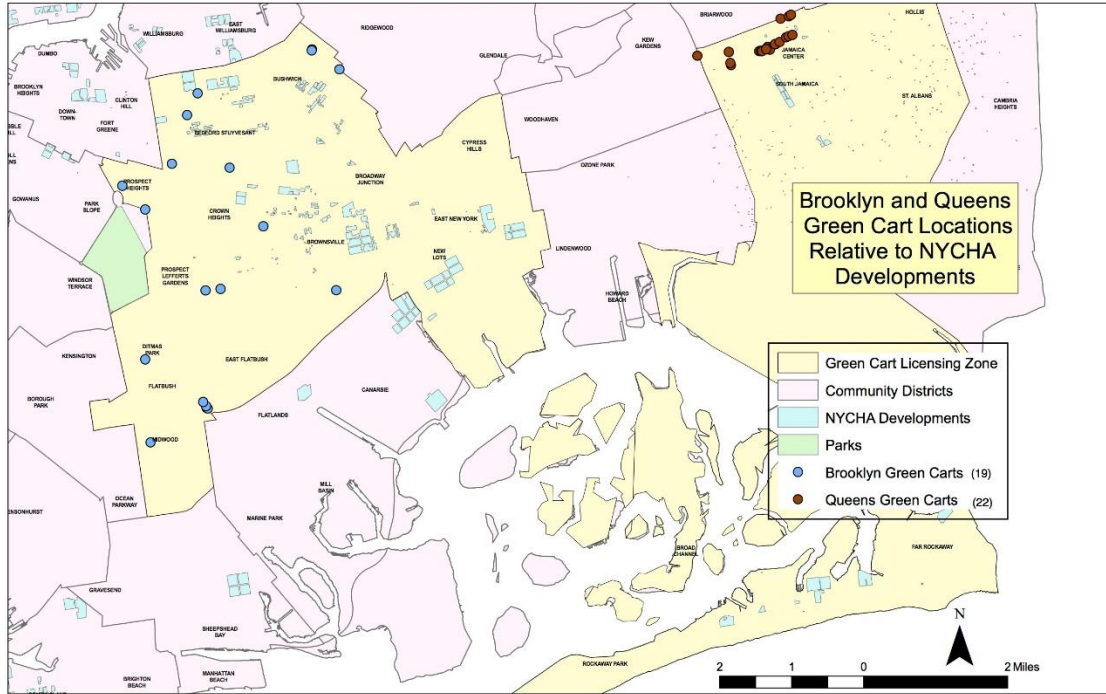 WILLIAMSBURG
EAST
WILLIAMSBURG
RIDGEWOOD
BRIARWOOD
HOLLIS
KEW
GARDENS
GLENDALE
DUMBO
BROOKLYN
HEIGHTS
CLINTON
HILL
DOWN-
TOWN
FORT
GREENE
BUSHWICK
JAMAICA
CENTER
SOUTH JAMAICA
ST. ALBANS
CAMBRIA
HEIGHTS
BEDFORD STUYVESANT
WOODHAVEN
CYPRESS
HILLS
OZONE PARK
BROADWAY
JUNCTION
PROSPECT
HEIGHTS
GOWANUS
PARK
SLOPE
CROWN
HEIGHTS
EAST NEW YORK
BROWNSVILLE
NEW
LOTS
LINDENWOOD
Brooklyn and Queens
Green Cart Locations
Relative to NYCHA
Developments
WINDSOR
TERRACE
PROSPECT
LEFFERTS
GARDENS
HOWARD
BEACH
KENSINGTON
DITMAS
PARK
EAST FLATBUSH
FLATBUSH
BOROUGH
PARK
CANARSIE
FLATLANDS
MIDWOOD
OCEAN
PARKWAY
ENSONHURST
MILL
BASIN
MARINE PARK
Green Cart Licensing Zone
Community Districts
NYCHA Developments
Parks
Brooklyn Green Carts (19)
Queens Green Carts (22)
BROAD
CHANNEL
FAR ROCKAWAY
GRAVESEND
SHEEPSHEAD
BAY
MANHATTAN
BEACH
BRIGHTON
BEACH
ROCKAWAY PARK
N
2 1 0 2 Miles